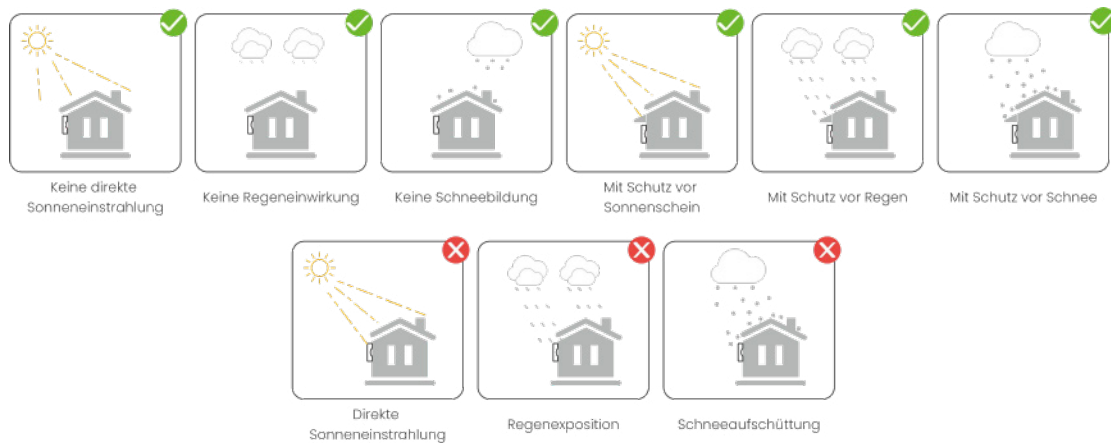 Keine direkte
Sonneneinstrahlung
Keine Regeneinwirkung
Keine Schneebildung
Mit Schutz vor
Sonnenschein
Mit Schutz vor Regen
Mit Schutz vor Schnee
Direkte
Sonneneinstrahlung
Regenexposition
Schneeaufschüttung